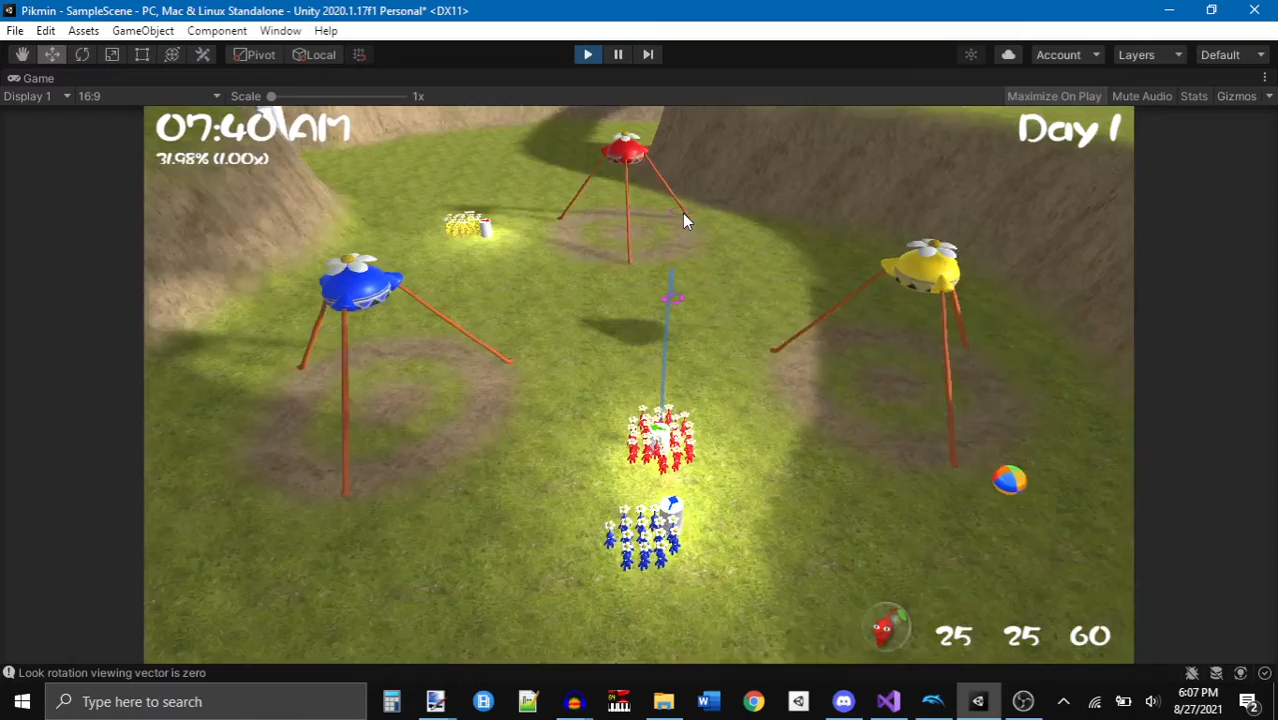 Pikmin - SampleScene - PC, Mac & Linux Standalone - Unity 2020.1.17f1 Personal* <DX11>
File Edit Assets GameObject Component Window Help
Pivot Local Account Layers Default
Game
Display 1 16:9 Scale 1x Maximize On Play Mute Audio Stats Gizmos
07:40 AM Day 1
31.98% (1.00x)
25 25 60
Look rotation viewing vector is zero
Type here to search
6:07 PM
8/27/2021
2